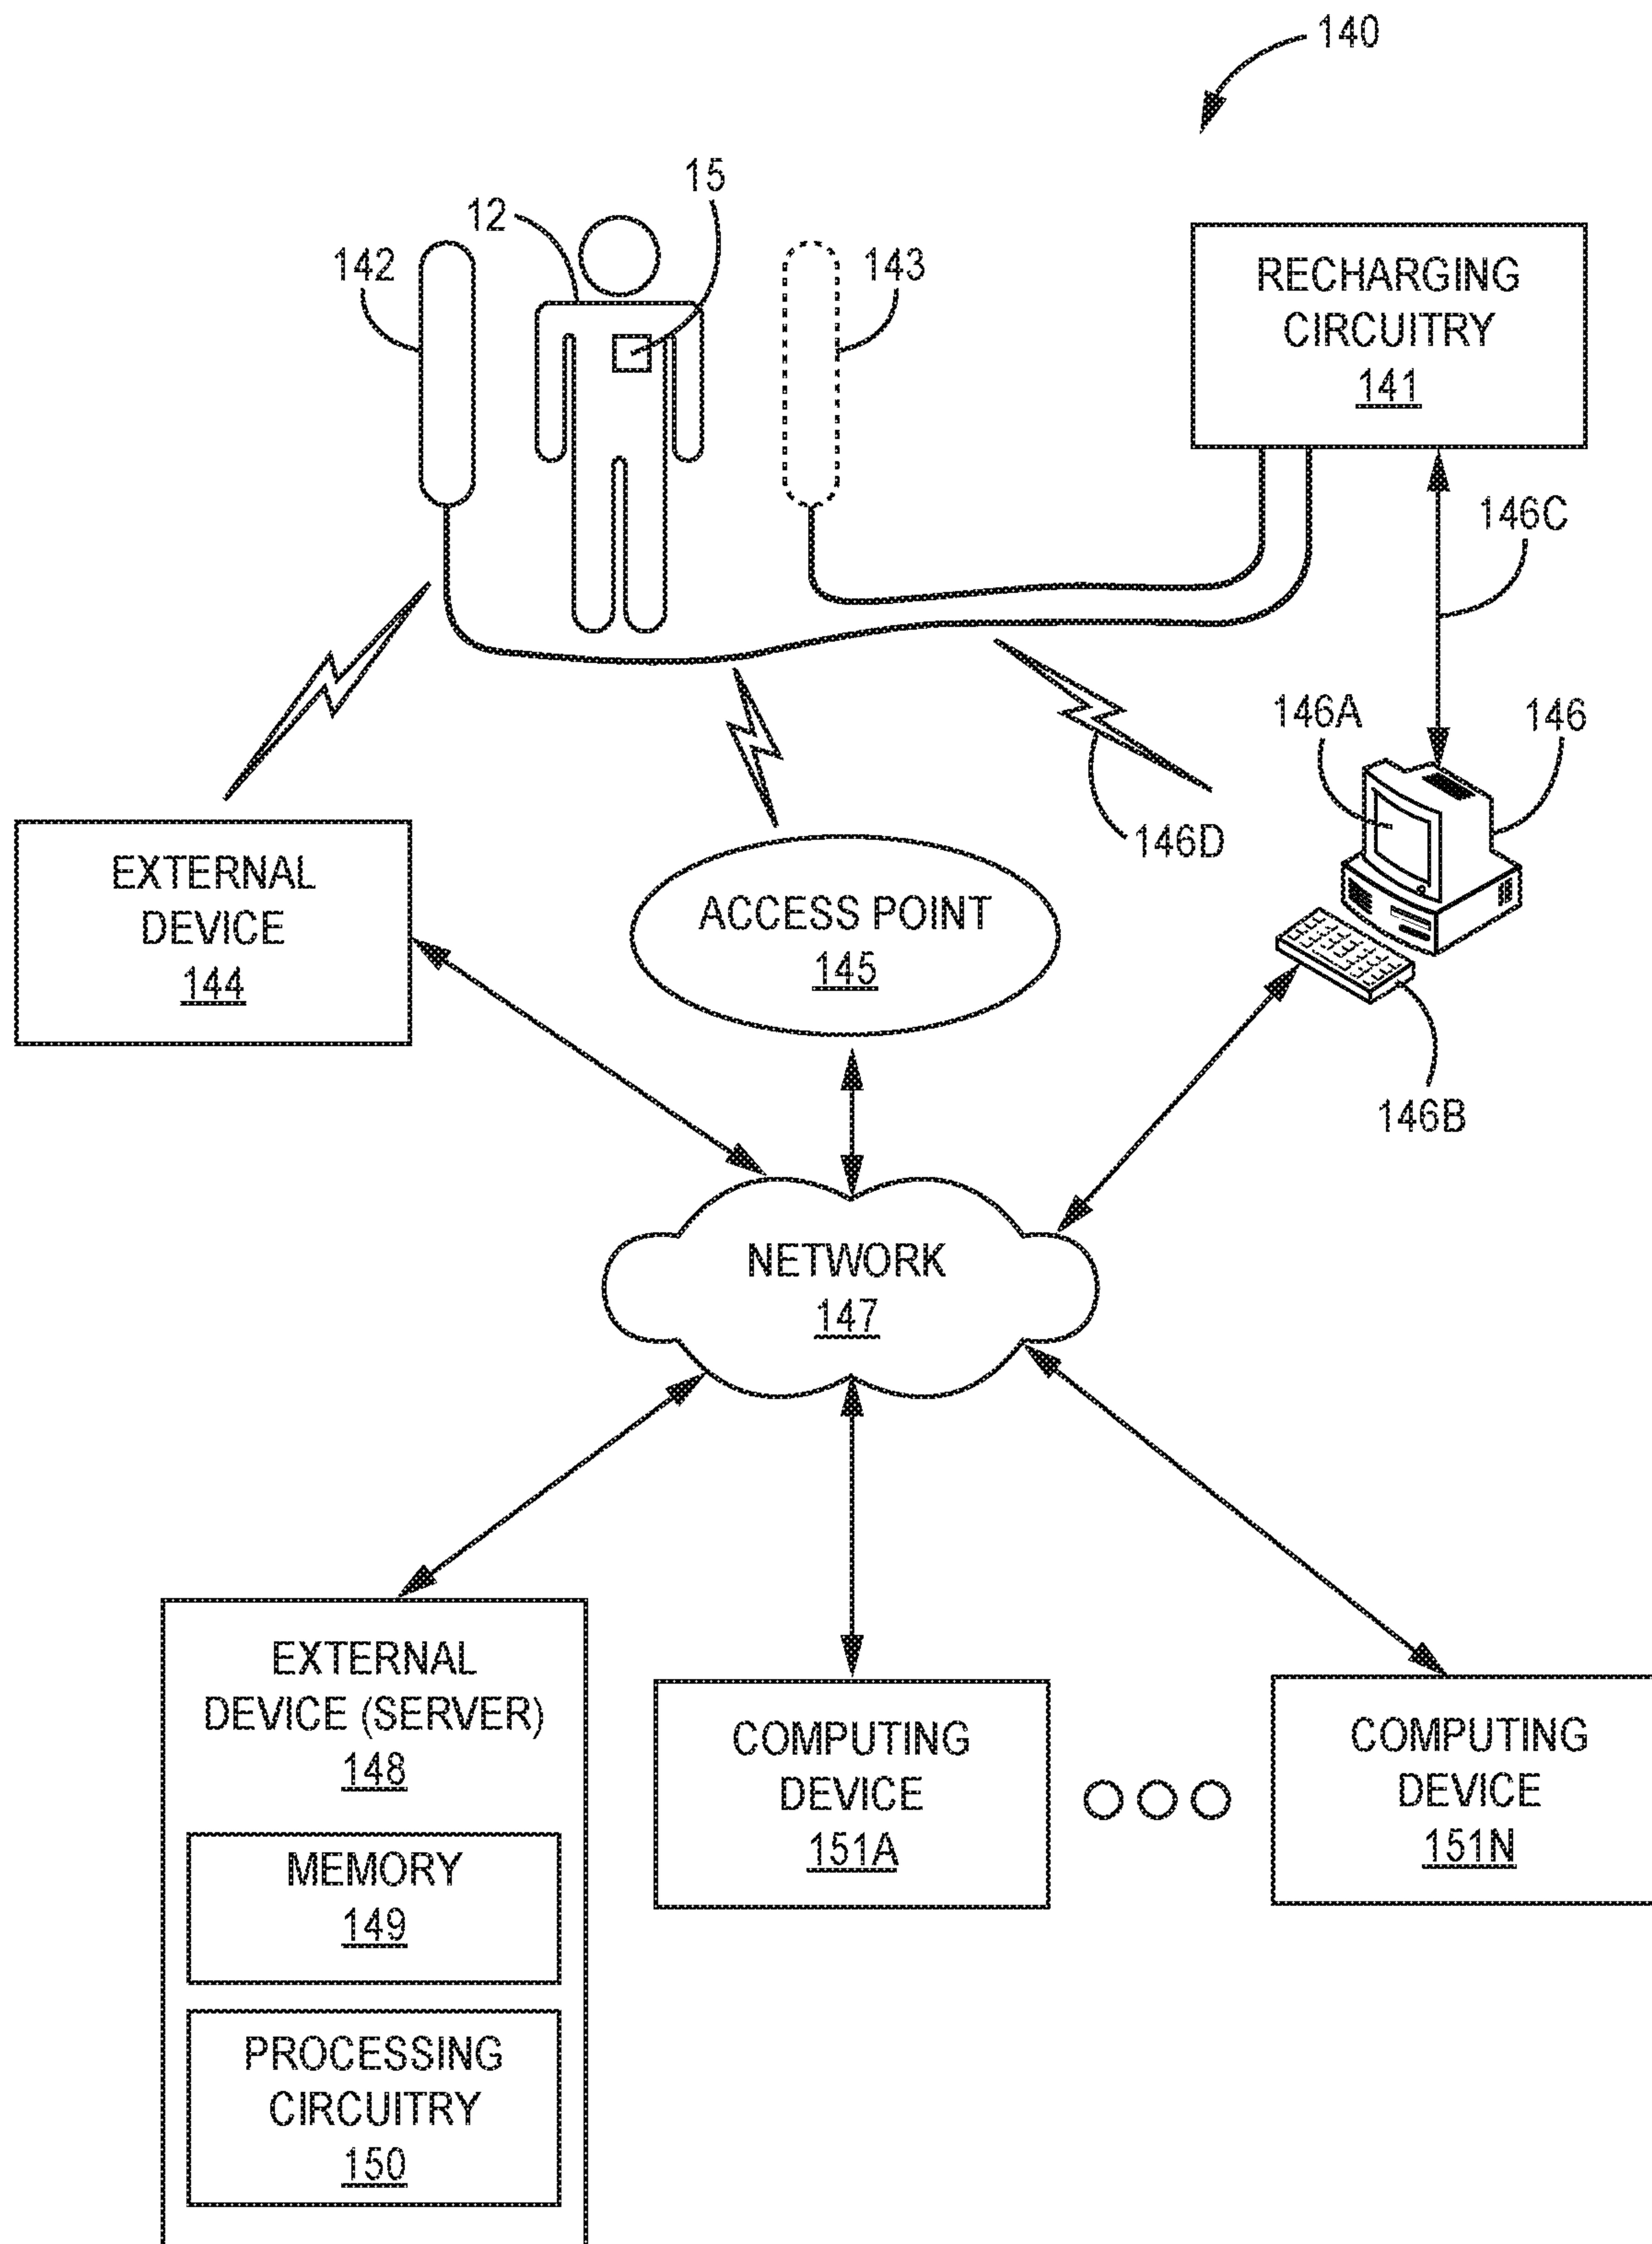 140
15
12
142
143
RECHARGING
CIRCUITRY
141
146C
146A
146
146D
EXTERNAL
DEVICE
144
ACCESS POINT
145
146B
NETWORK
147
EXTERNAL
DEVICE (SERVER)
148
MEMORY
149
PROCESSING
CIRCUITRY
150
COMPUTING
DEVICE
151A
COMPUTING
DEVICE
151N